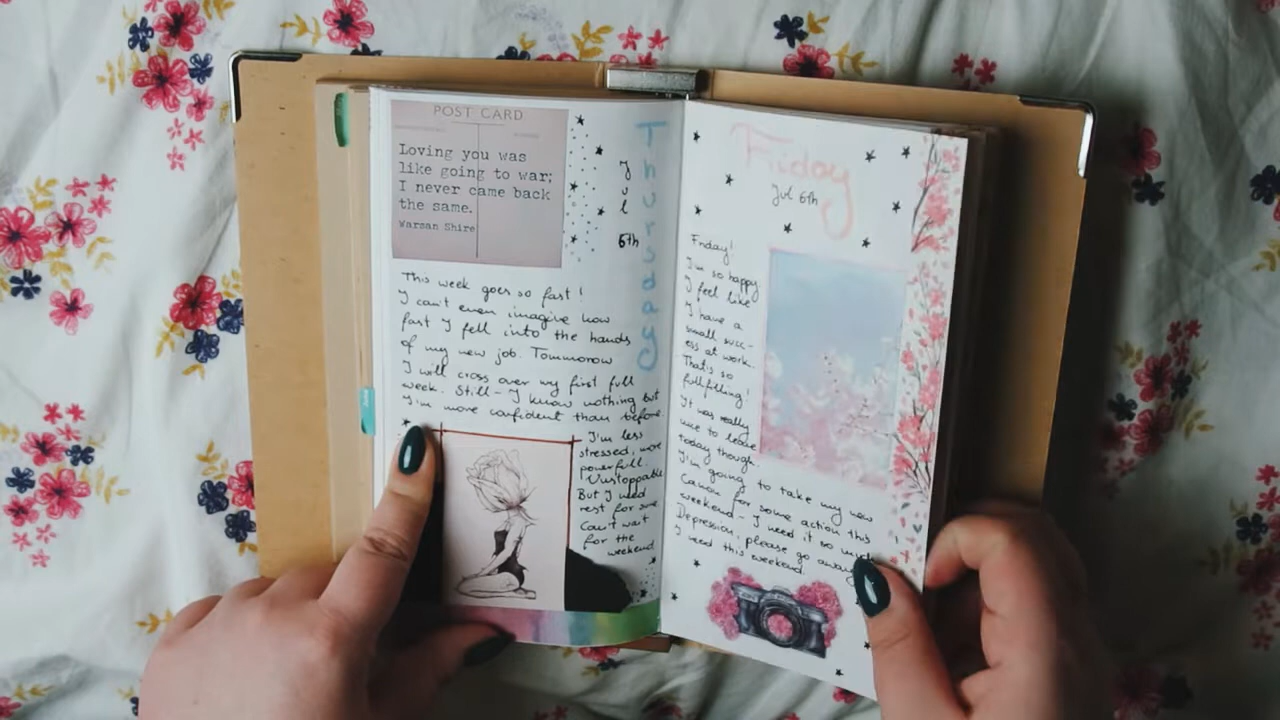 POST CARD
Loving you was
like going to war;
I never came back
the same.
Warsan Shire
Thursday
July
6th
This week goes so fast!
I can't even imagine how
fast I fell into the hands
of my new job. Tommorow
I will cross over my first full
week. Still - I know nothing but
I'm more confident than before.
I'm less
stressed, more
powerfull.
Unstoppable
But I need
rest for some
Can't wait
for the
weekend
Friday
Jul 6th
Friday!
I'm so happy
I feel like
I have a
small succ-
ess at work.
That's so
fullfilling!
It was really
nice to leave
today though.
I'm going to take my new
Canon for some action this
weekend - I need it so much
Depression, please go away
I need this weekend.